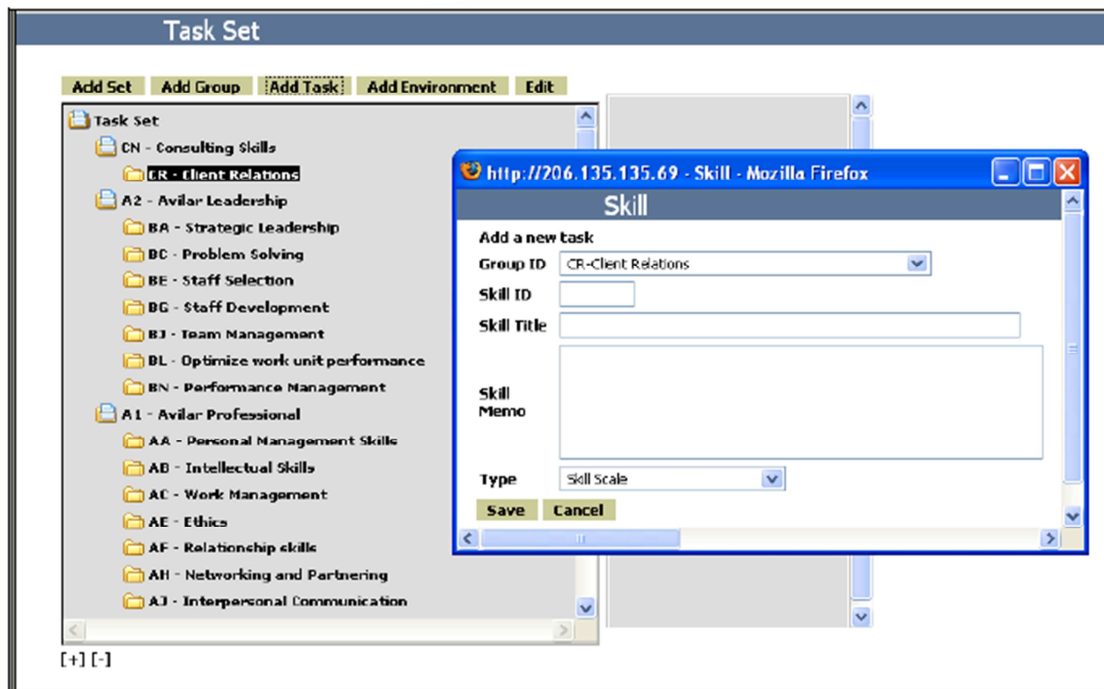 Task Set
Add Set Add Group Add Task Add Environment Edit
Task Set
CN - Consulting Skills
CR - Client Relations
A2 - Avilar Leadership
BA - Strategic Leadership
BC - Problem Solving
BE - Staff Selection
BG - Staff Development
BJ - Team Management
BL - Optimize work unit performance
BN - Performance Management
A1 - Avilar Professional
AA - Personal Management Skills
AB - Intellectual Skills
AC - Work Management
AE - Ethics
AF - Relationship skills
AH - Networking and Partnering
AJ - Interpersonal Communication
[+] [-]
http://206.135.135.69 - Skill - Mozilla Firefox
Skill
Add a new task
Group ID CR-Client Relations
Skill ID
Skill Title
Skill
Memo
Type Skill Scale
Save Cancel